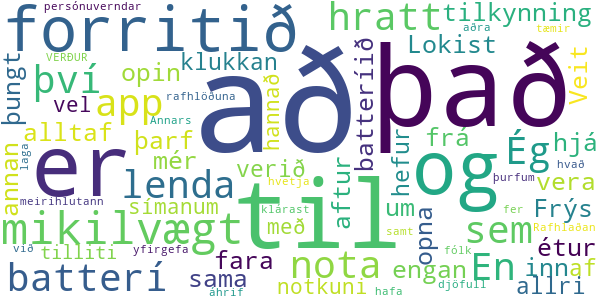 persónuverndar
forritið
hratt
tilkynning
aðra
tæmir
VERÐUR
klukkan
Lokist
því
opin
að
það
þungt
vel
app
rafhlöðuna
hannað
batteríið
Veit
Annars
alltaf
þarf
frá
Ég
hjá
er
mér
verið
og
hvað
annan
laga
lenda
aftur
hefur
þurfum
vera
meirihlutann
hvetja
símanum
til
um
Frýs
mikilvægt
klárast
með
opna
sem
við
tilliti
yfirgefa
fara
samt
fer
Rafhlaðan
En
inn
af
étur
batterí
sama
nota
engan
fólk
djöfull
áhrif
notkuni
hafa
allri